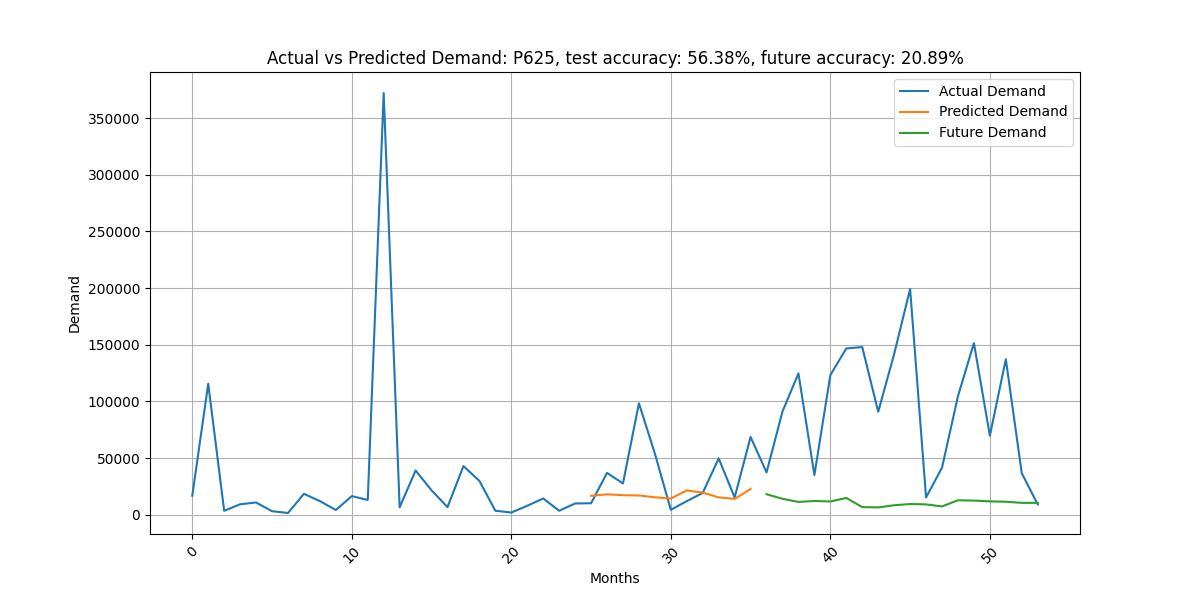 Actual vs Predicted Demand: P625, test accuracy: 56.38%, future accuracy: 20.89%
Actual Demand
Predicted Demand
Future Demand
350000
300000
250000
200000
150000
100000
50000
0
Demand
0
10
20
30
40
50
Months